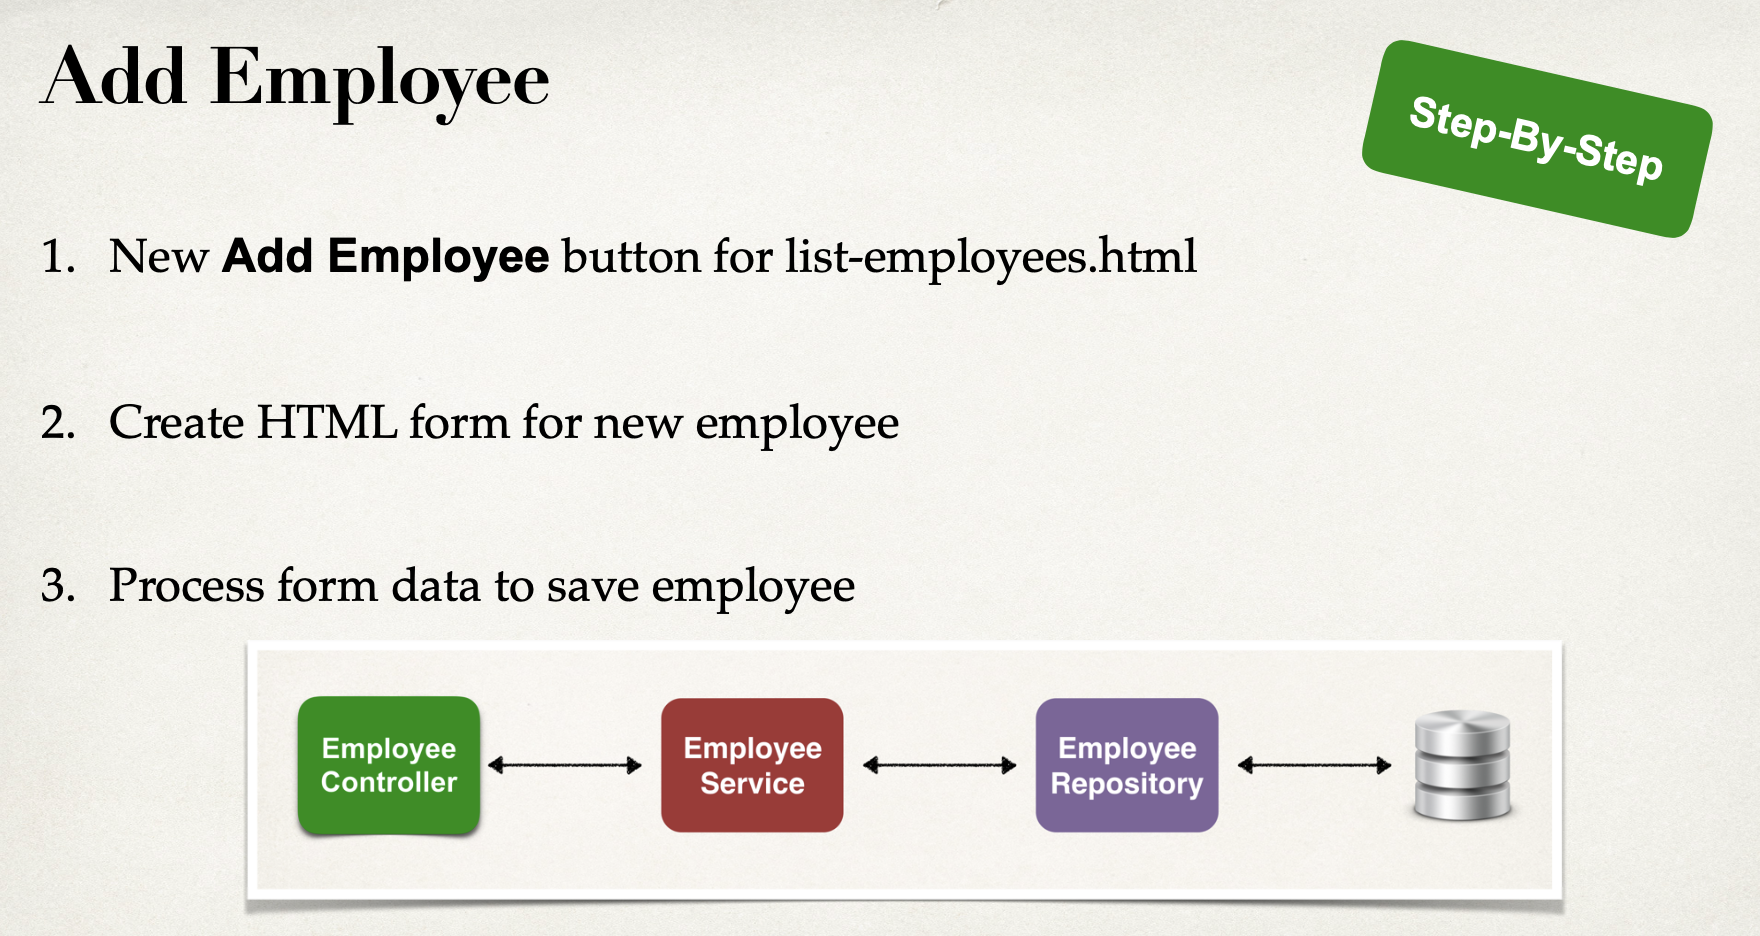 Add Employee
Step-By-Step
1. New Add Employee button for list-employees.html
2. Create HTML form for new employee
3. Process form data to save employee
Employee
Controller
Employee
Service
Employee
Repository